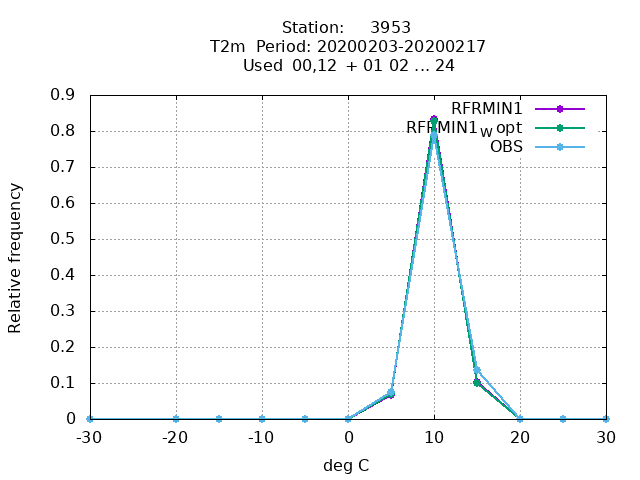 Station: 3953
T2m Period: 20200203-20200217
Used 00,12 + 01 02 ... 24
0.9
0.8
0.7
0.6
0.5
0.4
0.3
0.2
0.1
0
Relative frequency
RFRMIN1
RFRMIN1w opt
OBS
-30 -20 -10 0 10 20 30
deg C